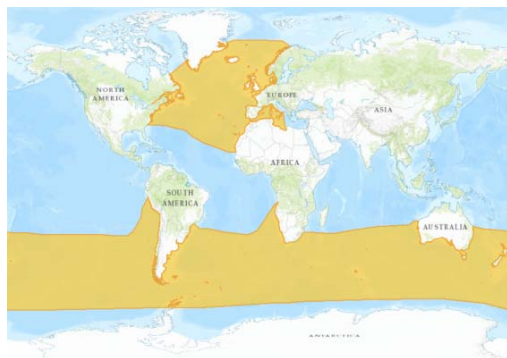 NORTH
AMERICA
EUROPE
ASIA
AFRICA
SOUTH
AMERICA
AUSTRALIA
ANTARCTICA